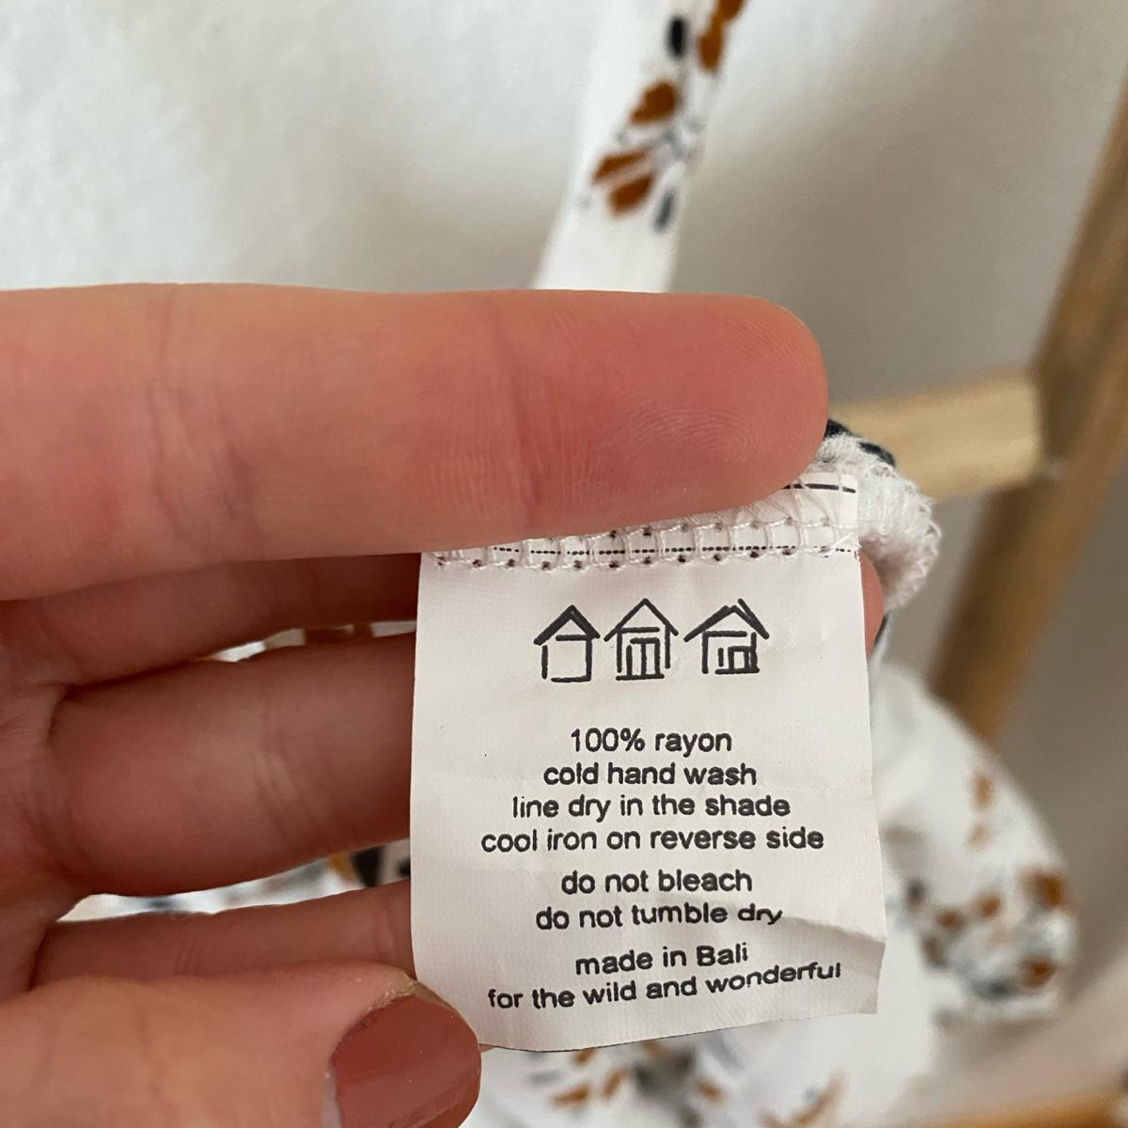 100% rayon
cold hand wash
line dry in the shade
cool iron on reverse side
do not bleach
do not tumble dry
made in Bali
for the wild and wonderful